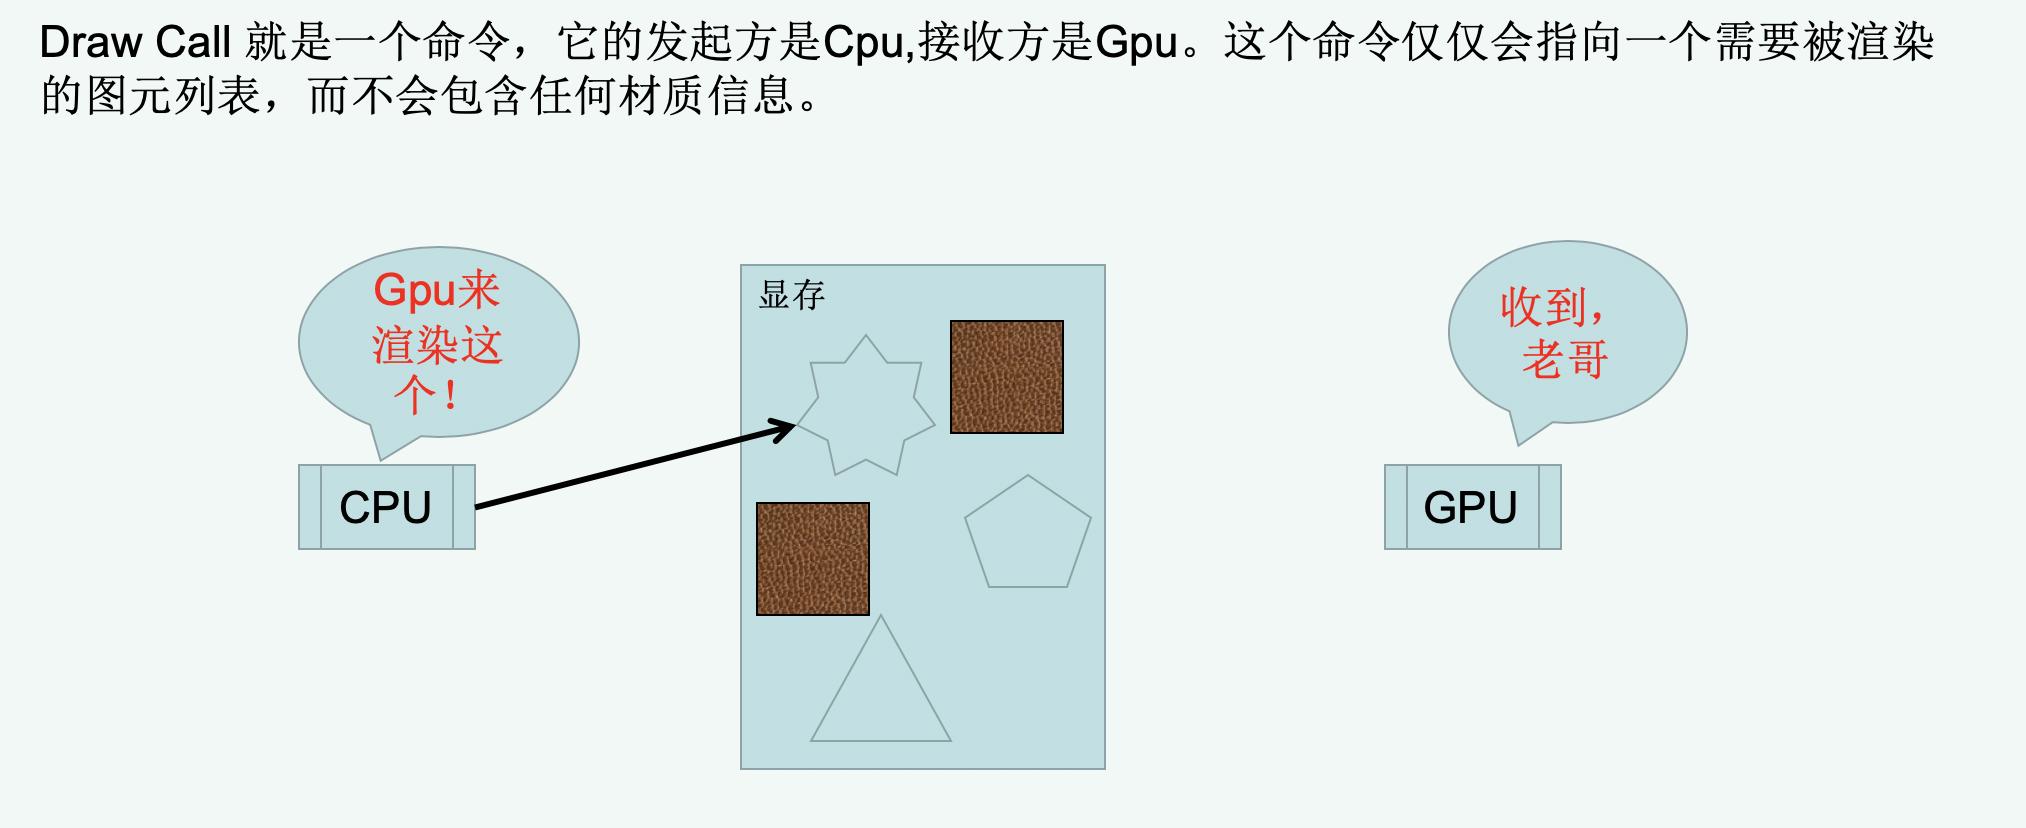 Draw Call 就是一个命令，它的发起方是Cpu,接收方是Gpu。这个命令仅仅会指向一个需要被渲染
的图元列表，而不会包含任何材质信息。
Gpu来
渲染这
个！
显存
收到，
老哥
CPU
GPU